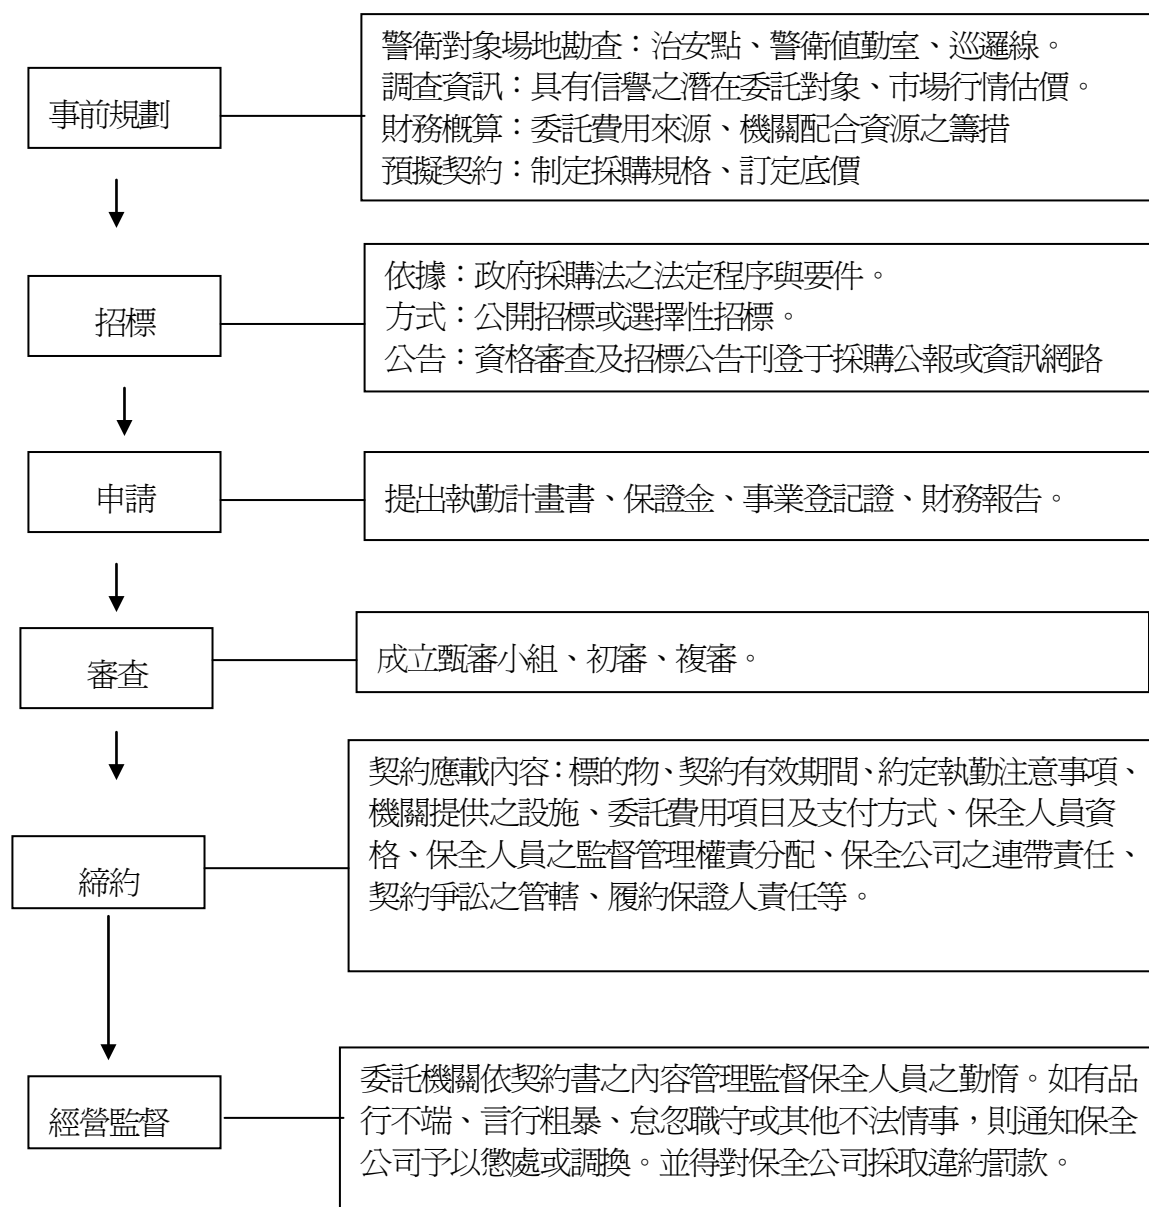 事前規劃
警衛對象場地勘查：治安點、警衛值勤室、巡邏線。
調查資訊：具有信譽之潛在委託對象、市場行情估價。
財務概算：委託費用來源、機關配合資源之籌措
預擬契約：制定採購規格、訂定底價
招標
依據：政府採購法之法定程序與要件。
方式：公開招標或選擇性招標。
公告：資格審查及招標公告刊登于採購公報或資訊網路
申請
提出執勤計畫書、保證金、事業登記證、財務報告。
審查
成立甄審小組、初審、複審。
締約
契約應載內容：標的物、契約有效期間、約定執勤注意事項、
機關提供之設施、委託費用項目及支付方式、保全人員資
格、保全人員之監督管理權責分配、保全公司之連帶責任、
契約爭訟之管轄、履約保證人責任等。
經營監督
委託機關依契約書之內容管理監督保全人員之勤惰。如有品
行不端、言行粗暴、怠忽職守或其他不法情事，則通知保全
公司予以懲處或調換。並得對保全公司採取違約罰款。